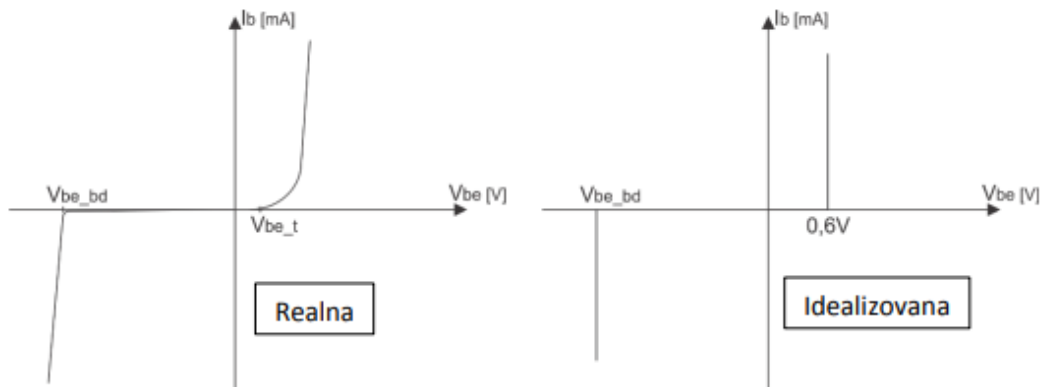 Ib [mA]
Vbe_bd
Vbe [V]
Vbe_t
Realna
Ib [mA]
Vbe_bd
Vbe [V]
0,6V
Idealizovana